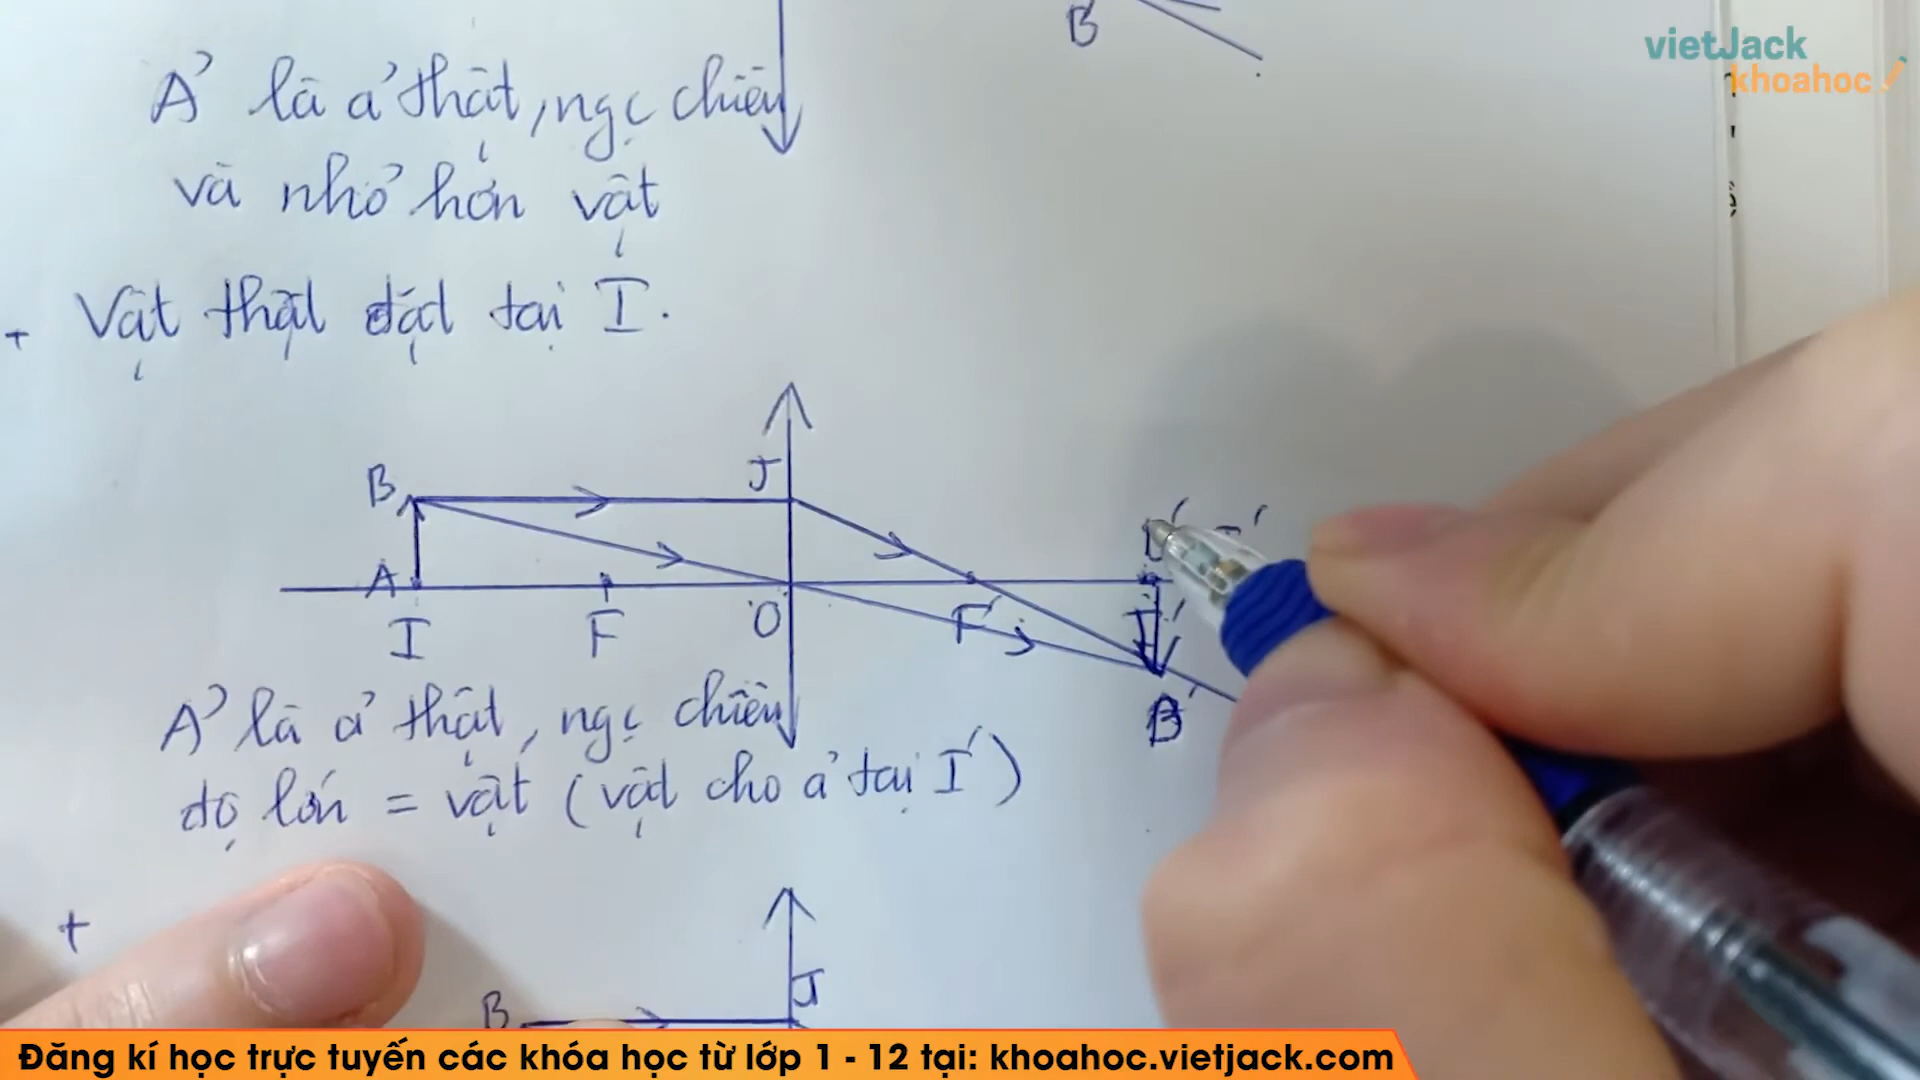 B'
vietJack
khoahoc
Ả là ả thật, ngc chiều
và nhỏ hơn vật
+ Vật thật đặt tại I.
B
J
A
I
F
O
F'
I'
B'
Ả là ả thật, ngc chiều
độ lớn = vật (vật cho ả tại I')
+
J
B
Đăng kí học trực tuyến các khóa học từ lớp 1 - 12 tại: khoahoc.vietjack.com